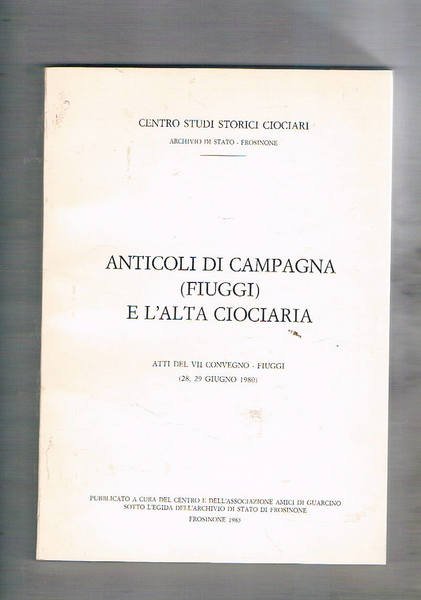 CENTRO STUDI STORICI CIOCIARI
ARCHIVIO DI STATO - FROSINONE
ANTICOLI DI CAMPAGNA
(FIUGGI)
E L'ALTA CIOCIARIA
ATTI DEL VII CONVEGNO - FIUGGI
(28, 29 GIUGNO 1980)
PUBBLICATO A CURA DEL CENTRO E DELL'ASSOCIAZIONE AMICI DI GUARCINO
SOTTO L'EGIDA DELL'ARCHIVIO DI STATO DI FROSINONE
FROSINONE 1983